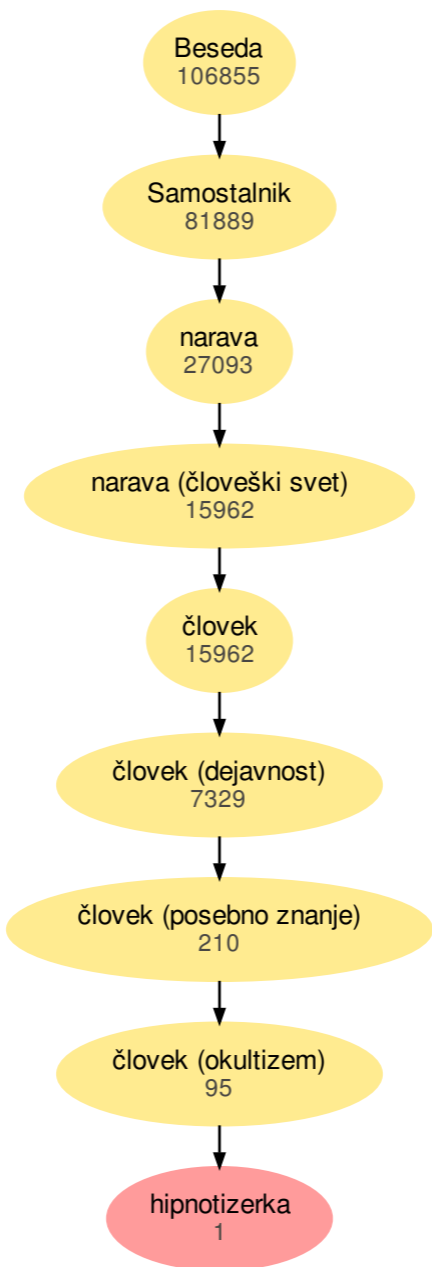 Beseda
106855
Samostalnik
81889
narava
27093
narava (človeški svet)
15962
človek
15962
človek (dejavnost)
7329
človek (posebno znanje)
210
človek (okultizem)
95
hipnotizerka
1